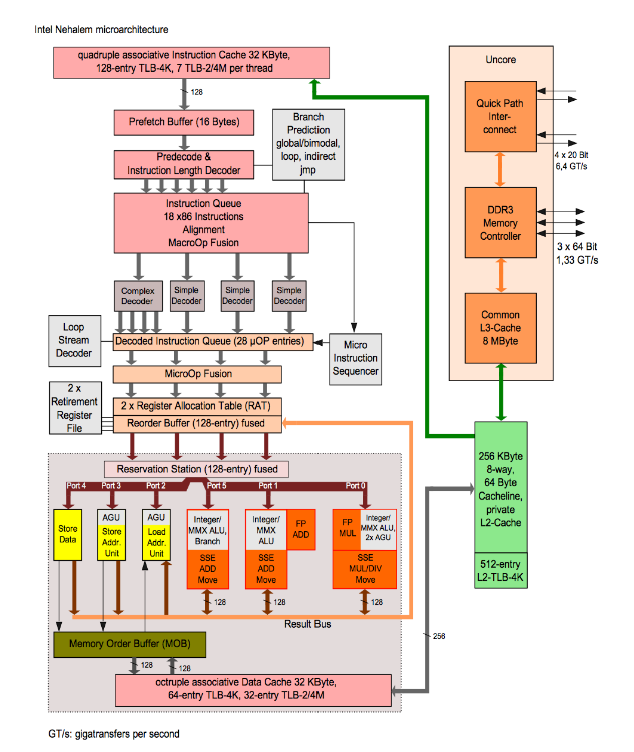 Intel Nehalem microarchitecture
quadruple associative Instruction Cache 32 KByte,
128-entry TLB-4K, 7 TLB-2/4M per thread
128
Prefetch Buffer (16 Bytes)
Branch
Prediction
global/bimodal,
loop, indirect
jmp
Predecode &
Instruction Length Decoder
Instruction Queue
18 x86 Instructions
Alignment
MacroOp Fusion
Complex
Decoder
Simple
Decoder
Simple
Decoder
Simple
Decoder
Loop
Stream
Decoder
Decoded Instruction Queue (28 µOP entries)
Micro
Instruction
Sequencer
MicroOp Fusion
2 x
Retirement
Register
File
2 x Register Allocation Table (RAT)
Reorder Buffer (128-entry) fused
Reservation Station (128-entry) fused
Port 4
Port 3
Port 2
Port 5
Port 1
Port 0
Store
Data
AGU
Store
Addr.
Unit
AGU
Load
Addr.
Unit
Integer/
MMX ALU,
Branch
SSE
ADD
Move
Integer/
MMX
ALU
SSE
ADD
Move
FP
ADD
FP
MUL
Integer/
MMX ALU,
2x AGU
SSE
MUL/DIV
Move
128
128
128
Result Bus
Memory Order Buffer (MOB)
128
128
octruple associative Data Cache 32 KByte,
64-entry TLB-4K, 32-entry TLB-2/4M
256
Uncore
Quick Path
Inter-
connect
4 x 20 Bit
6,4 GT/s
DDR3
Memory
Controller
3 x 64 Bit
1,33 GT/s
Common
L3-Cache
8 MByte
256 KByte
8-way,
64 Byte
Cacheline,
private
L2-Cache
512-entry
L2-TLB-4K
GT/s: gigatransfers per second